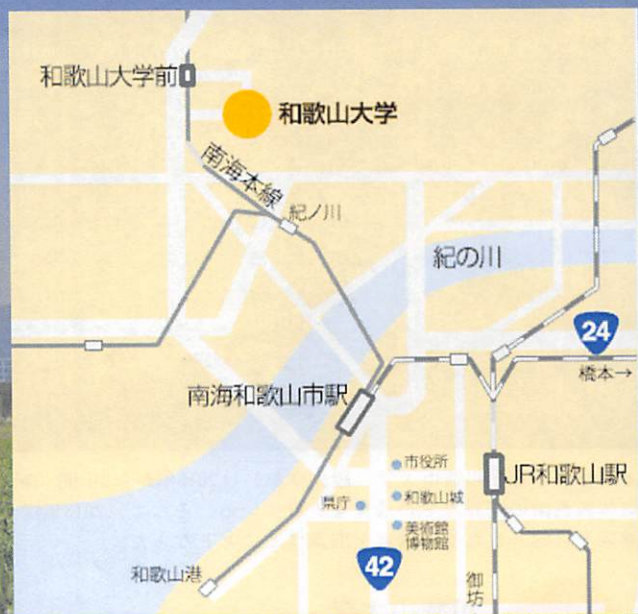 和歌山大学前
和歌山大学
南海本線
紀ノ川
紀の川
24
橋本→
南海和歌山市駅
市役所
JR和歌山駅
県庁
和歌山城
美術館
博物館
42
和歌山港
御坊